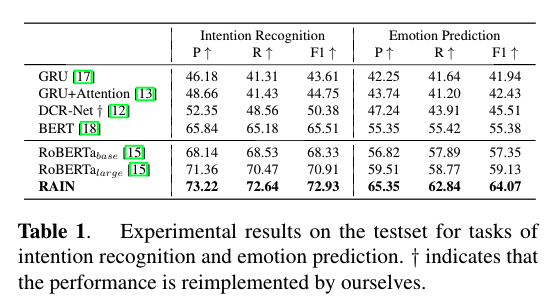 Intention Recognition Emotion Prediction
P ↑ R ↑ F1 ↑ P ↑ R ↑ F1 ↑
GRU [17] 46.18 41.31 43.61 42.25 41.64 41.94
GRU+Attention [13] 48.66 41.43 44.75 43.74 41.20 42.43
DCR-Net † [12] 52.35 48.56 50.38 47.24 43.91 45.51
BERT [18] 65.84 65.18 65.51 55.35 55.42 55.38
RoBERTa base [15] 68.14 68.53 68.33 56.82 57.89 57.35
RoBERTa large [15] 71.36 70.47 70.91 59.51 58.77 59.13
RAIN 73.22 72.64 72.93 65.35 62.84 64.07
Table 1. Experimental results on the testset for tasks of
intention recognition and emotion prediction. † indicates that
the performance is reimplemented by ourselves.